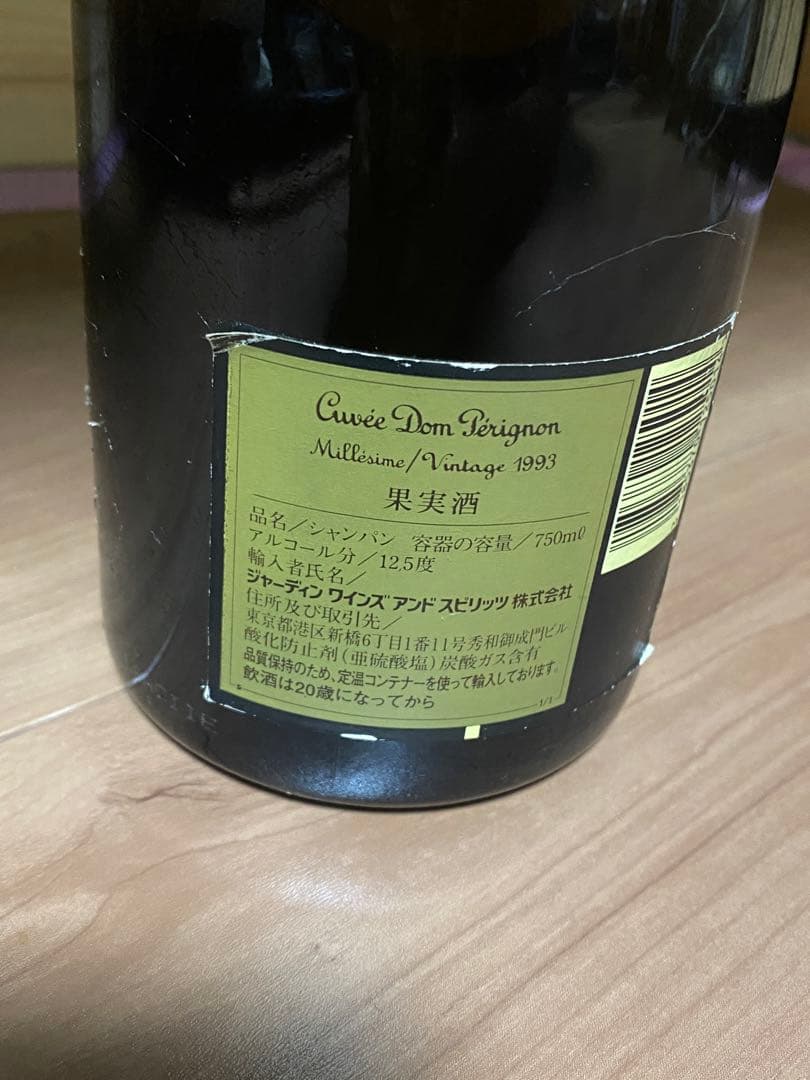 Cuvée Dom Pérignon
Millésime/Vintage 1993
果実酒
品名／シャンパン 容器の容量／750mℓ
アルコール分／12.5度
輸入者氏名／
ジャーディン ワインズ アンド スピリッツ 株式会社
住所及び取引先／
東京都港区新橋6丁目1番11号秀和御成門ビル
酸化防止剤（亜硫酸塩）炭酸ガス含有
品質保持のため、定温コンテナーを使って輸入しております。
飲酒は20歳になってから
1/1